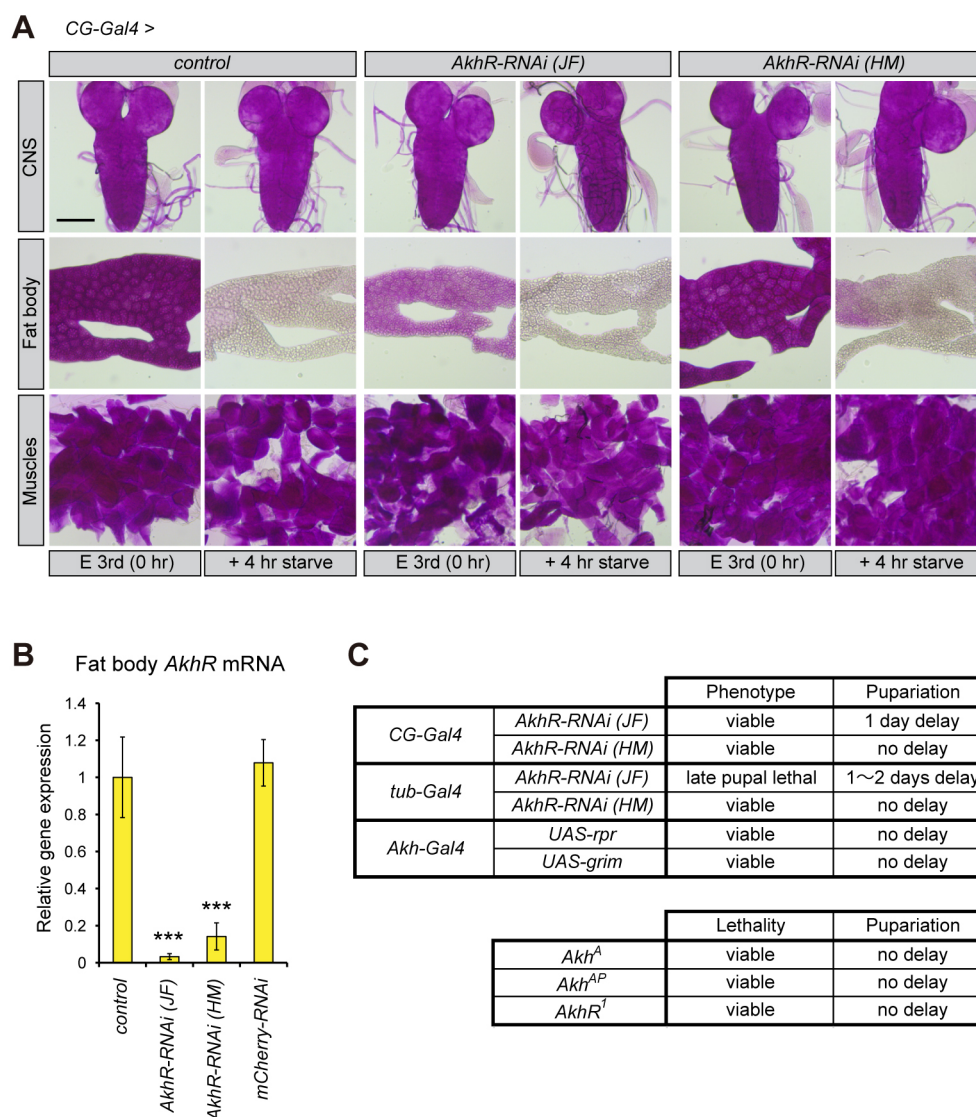 A
CG-Gal4 >
control
AkhR-RNAi (JF)
AkhR-RNAi (HM)
CNS
Fat body
Muscles
E 3rd (0 hr)
+ 4 hr starve
E 3rd (0 hr)
+ 4 hr starve
E 3rd (0 hr)
+ 4 hr starve
B
Fat body AkhR mRNA
Relative gene expression
1.4
1.2
1
0.8
0.6
0.4
0.2
0
***
***
control
AkhR-RNAi (JF)
AkhR-RNAi (HM)
mCherry-RNAi
C
Phenotype Pupariation
CG-Gal4 AkhR-RNAi (JF) viable 1 day delay
AkhR-RNAi (HM) viable no delay
tub-Gal4 AkhR-RNAi (JF) late pupal lethal 1~2 days delay
AkhR-RNAi (HM) viable no delay
Akh-Gal4 UAS-rpr viable no delay
UAS-grim viable no delay
Lethality Pupariation
Akh^A viable no delay
Akh^AP viable no delay
AkhR^1 viable no delay